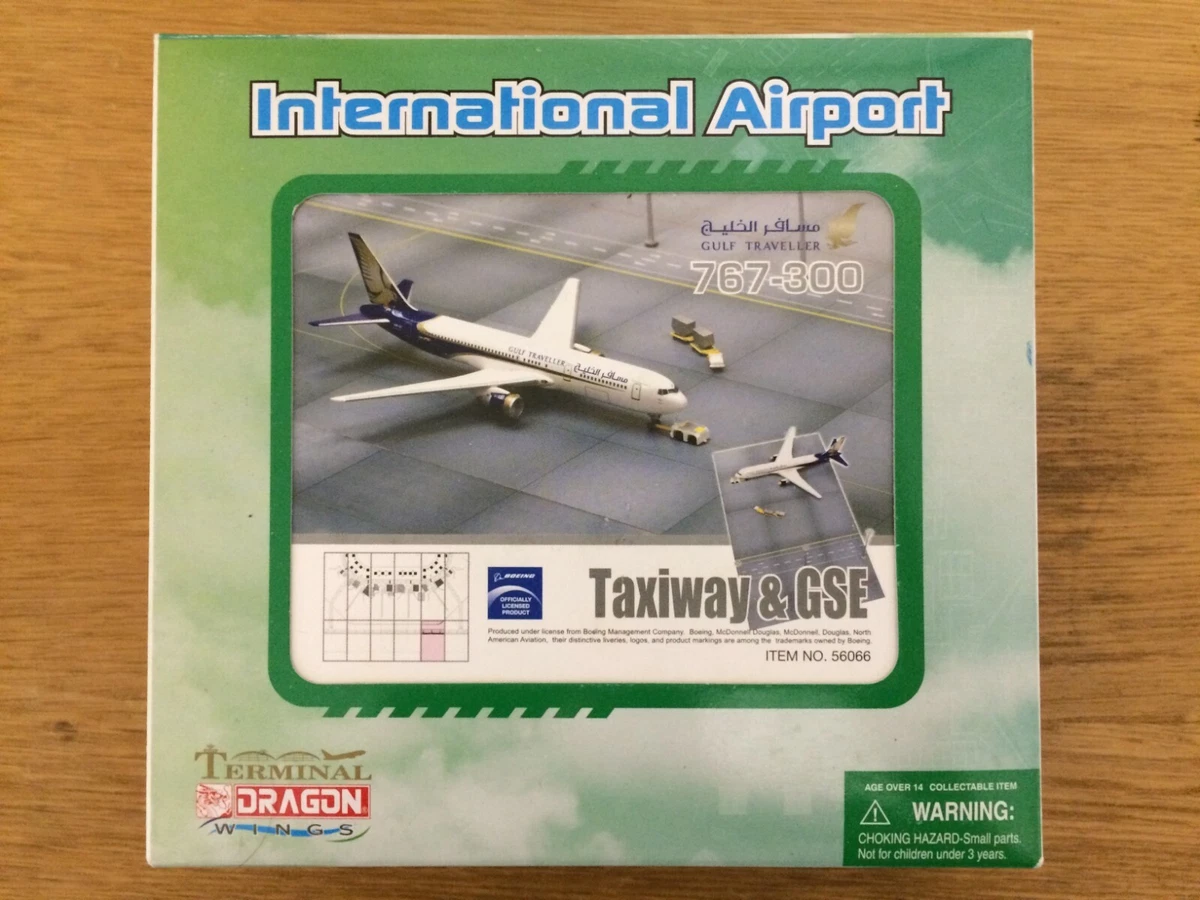 International Airport
مسافر الخليج
GULF TRAVELLER
767-300
GULF TRAVELLER مسافر الخليج
BOEING
OFFICIALLY
LICENSED
PRODUCT
Taxiway & GSE
Produced under license from Boeing Management Company. Boeing, McDonnell Douglas, McDonnell, Douglas, North
American Aviation, their distinctive liveries, logos, and product markings are among the trademarks owned by Boeing.
ITEM NO. 56066
TERMINAL
DRAGON
WINGS
AGE OVER 14 COLLECTABLE ITEM
WARNING:
CHOKING HAZARD-Small parts.
Not for children under 3 years.